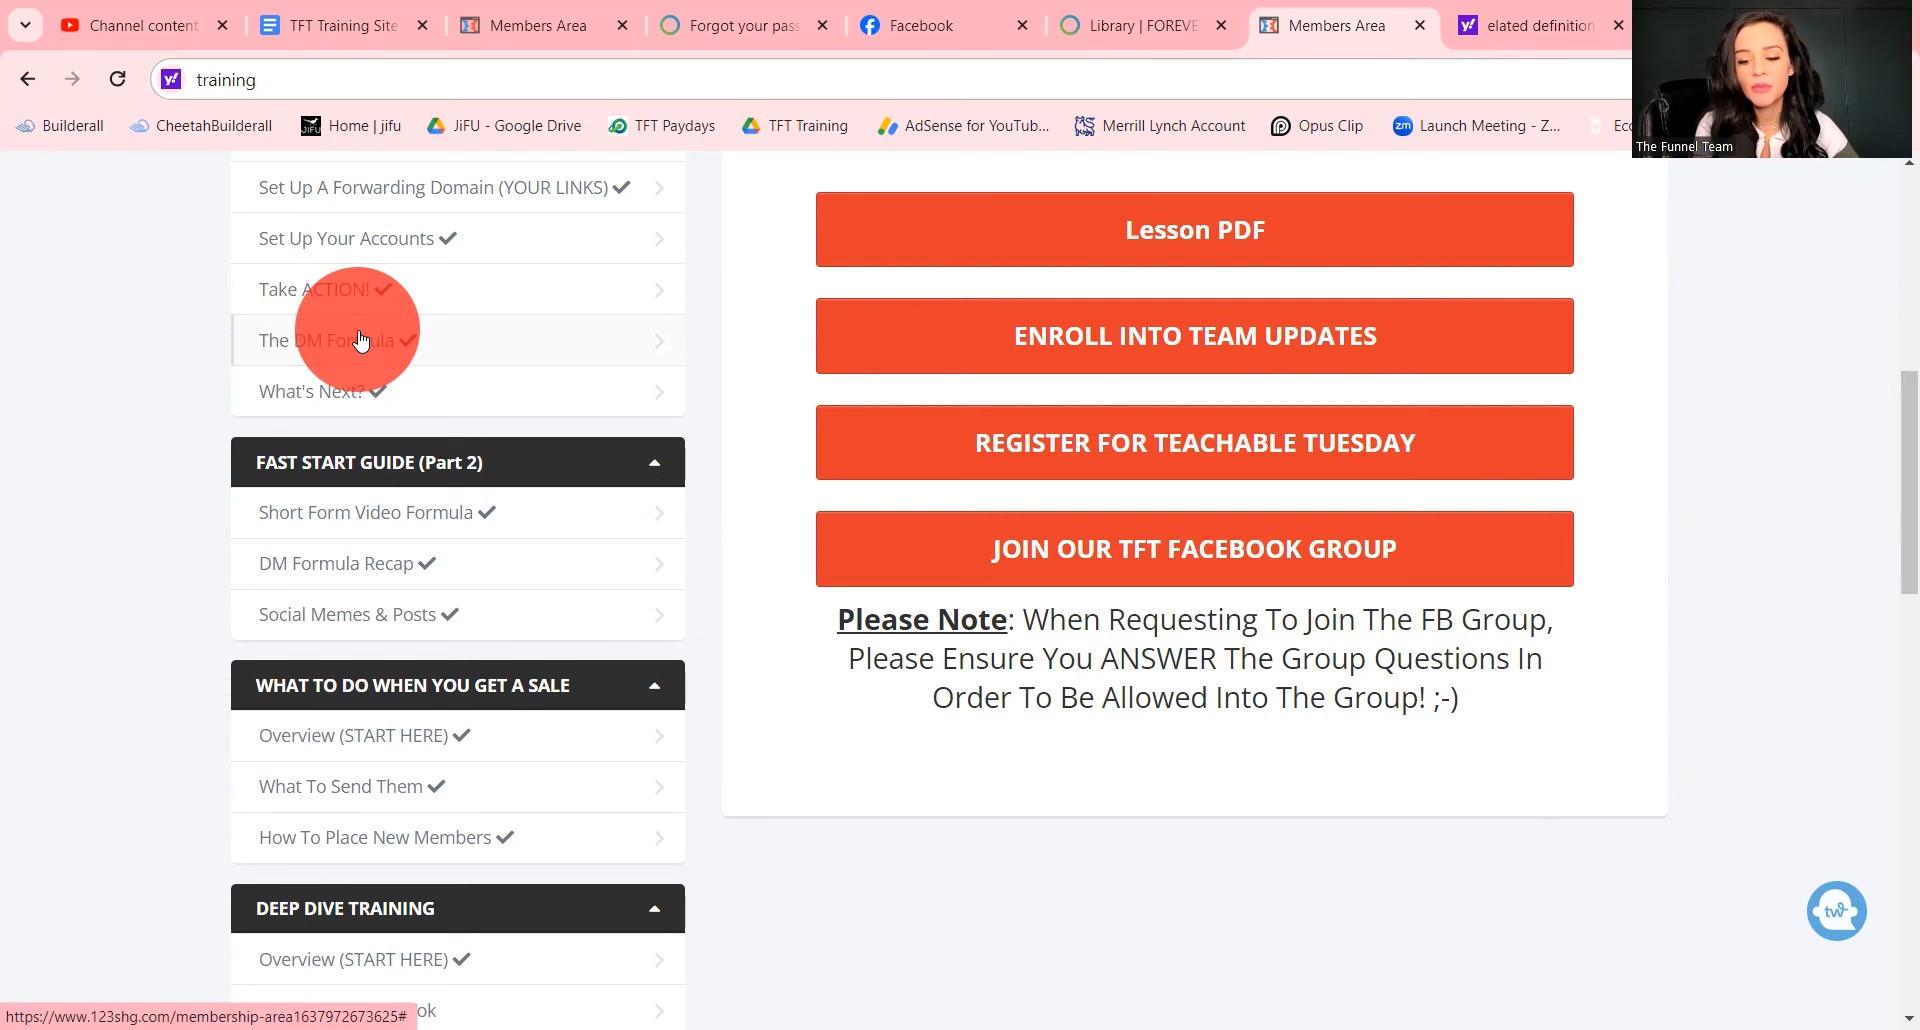 Channel content
TFT Training Site
Members Area
Forgot your pass
Facebook
Library | FOREVE
Members Area
elated definition
training
Builderall
CheetahBuilderall
Home | jifu
JiFU - Google Drive
TFT Paydays
TFT Training
AdSense for YouTub...
Merrill Lynch Account
Opus Clip
zm
Launch Meeting - Z...
The Funnel Team
Set Up A Forwarding Domain (YOUR LINKS)
Set Up Your Accounts
Take ACTION!
The DM Formula
What's Next?
FAST START GUIDE (Part 2)
Short Form Video Formula
DM Formula Recap
Social Memes & Posts
WHAT TO DO WHEN YOU GET A SALE
Overview (START HERE)
What To Send Them
How To Place New Members
DEEP DIVE TRAINING
Overview (START HERE)
https://www.123shg.com/membership-area1637972673625#
Lesson PDF
ENROLL INTO TEAM UPDATES
REGISTER FOR TEACHABLE TUESDAY
JOIN OUR TFT FACEBOOK GROUP
Please Note: When Requesting To Join The FB Group,
Please Ensure You ANSWER The Group Questions In
Order To Be Allowed Into The Group! ;-)